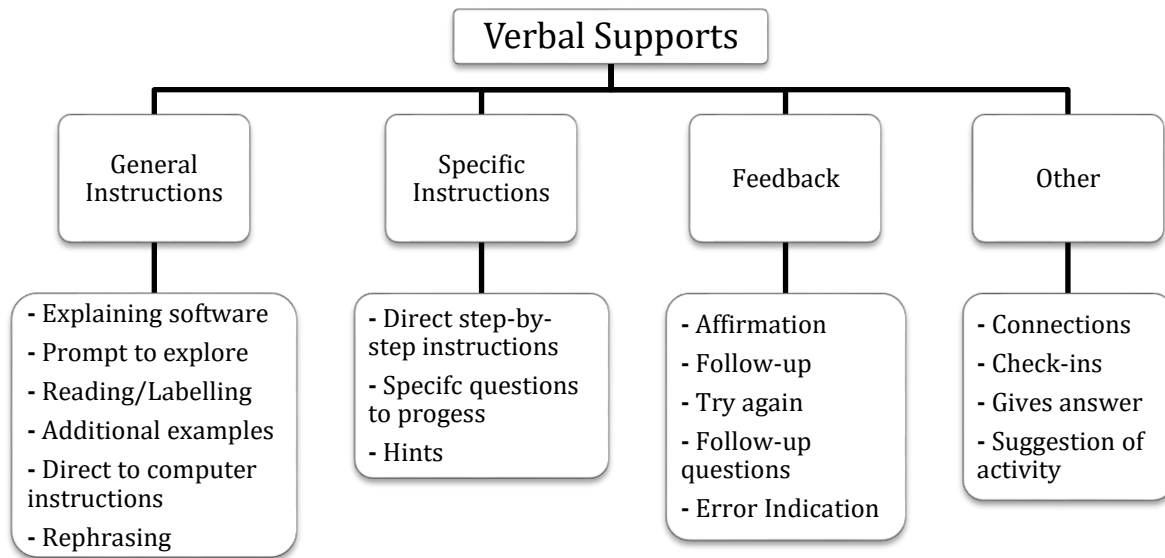 Verbal Supports
General
Instructions
Specific
Instructions
Feedback
Other
- Explaining software
- Prompt to explore
- Reading/Labelling
- Additional examples
- Direct to computer
instructions
- Rephrasing
- Direct step-by-
step instructions
- Specifc questions
to progess
- Hints
- Affirmation
- Follow-up
- Try again
- Follow-up
questions
- Error Indication
- Connections
- Check-ins
- Gives answer
- Suggestion of
activity